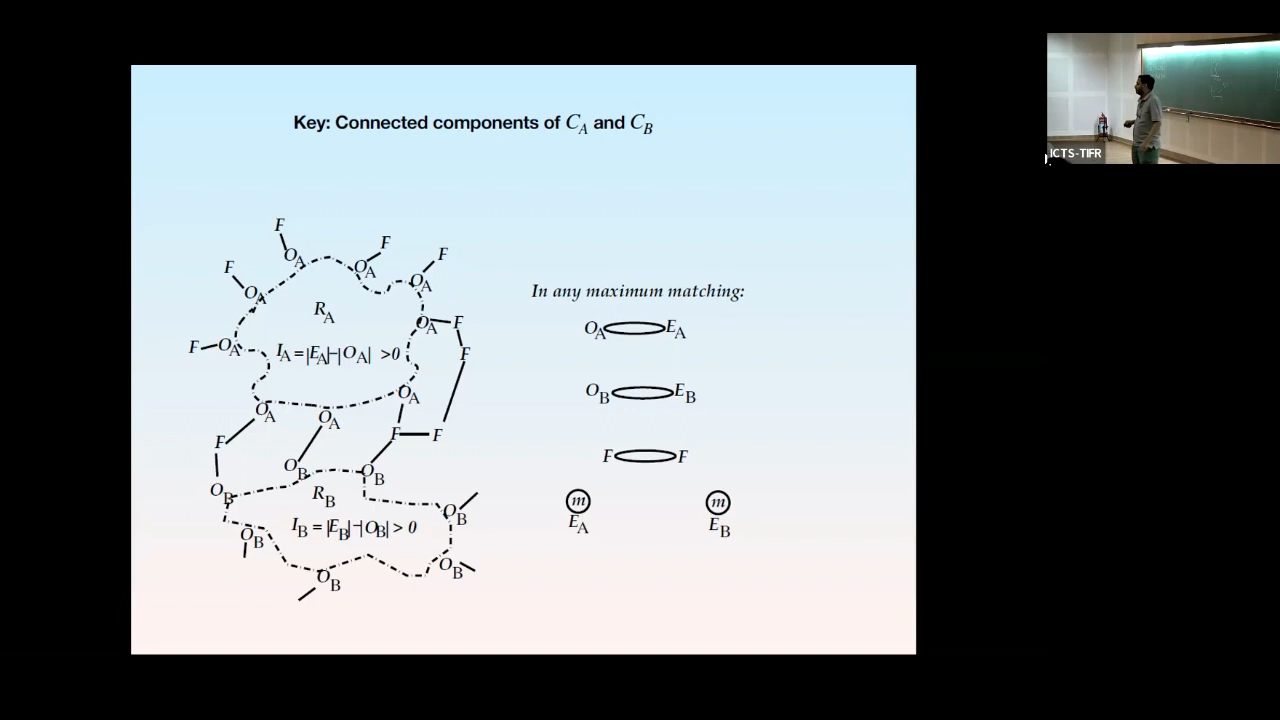 Key: Connected components of C_A and C_B
F
F
F
F
O_A
O_A
O_A
O_A
R_A
In any maximum matching:
O_A E_A
O_A F
F O_A
I_A = |E_A| − |O_A| > 0
F
O_A
O_B E_B
O_A
O_A
F
F
F
F F
O_B
O_B
O_B
R_B
m m
E_A E_B
O_B
I_B = |E_B| − |O_B| > 0
O_B
O_B
O_B
ICTS-TIFR